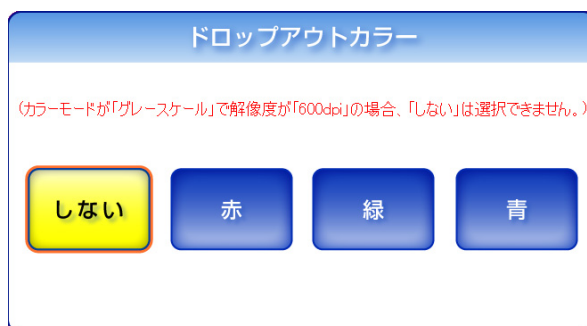 ドロップアウトカラー
(カラーモードが「グレースケール」で解像度が「600dpi」の場合、「しない」は選択できません。)
しない 赤 緑 青